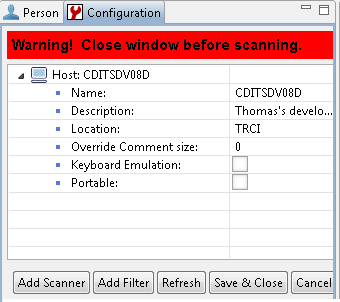 Person Configuration
Warning! Close window before scanning.
Host: CDITSDV08D
Name: CDITSDV08D
Description: Thomas's develo...
Location: TRCI
Override Comment size: 0
Keyboard Emulation:
Portable:
Add Scanner Add Filter Refresh Save & Close Cancel